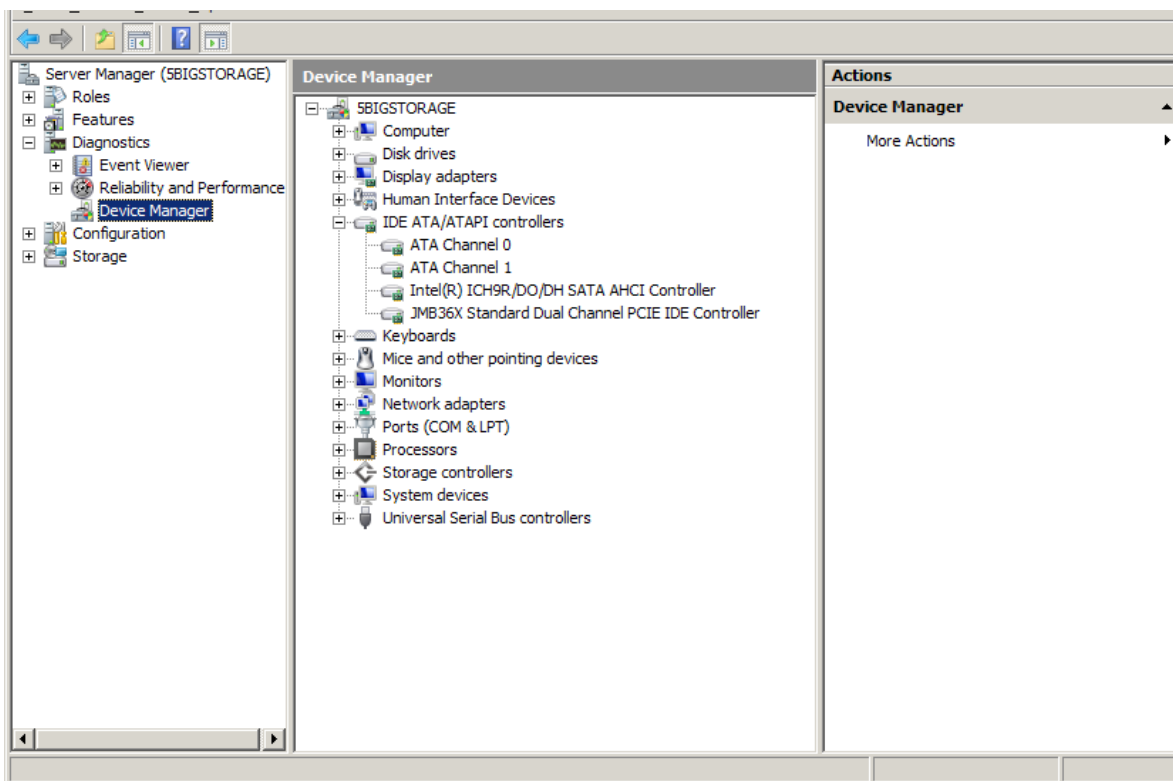 Server Manager (5BIGSTORAGE)
Roles
Features
Diagnostics
Event Viewer
Reliability and Performance
Device Manager
Configuration
Storage
Device Manager
5BIGSTORAGE
Computer
Disk drives
Display adapters
Human Interface Devices
IDE ATA/ATAPI controllers
ATA Channel 0
ATA Channel 1
Intel(R) ICH9R/DO/DH SATA AHCI Controller
JMB36X Standard Dual Channel PCIE IDE Controller
Keyboards
Mice and other pointing devices
Monitors
Network adapters
Ports (COM & LPT)
Processors
Storage controllers
System devices
Universal Serial Bus controllers
Actions
Device Manager
More Actions